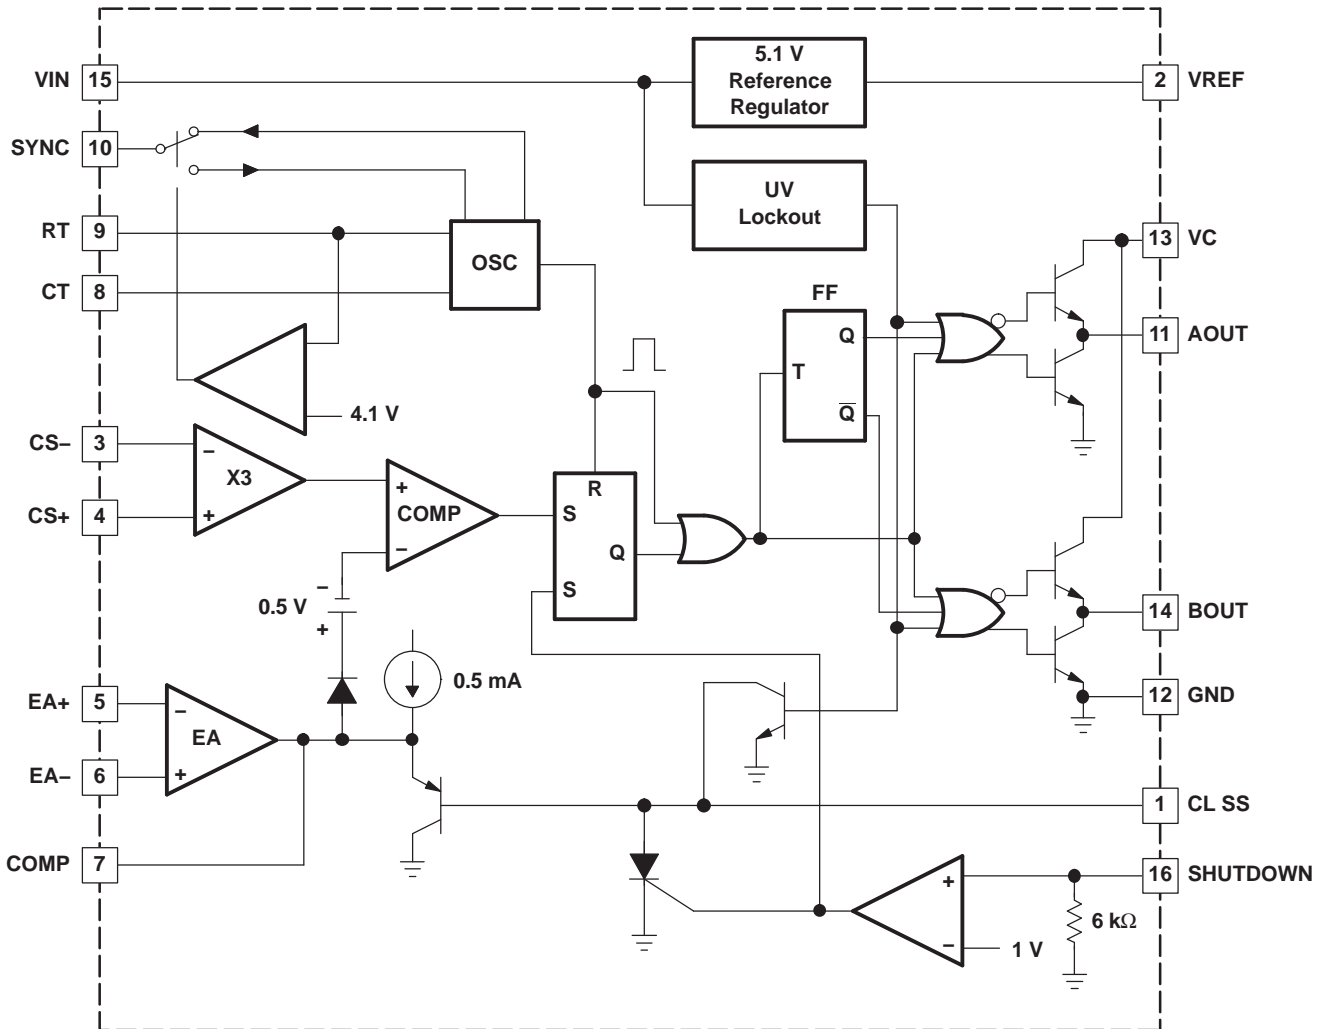 5.1 V
Reference
Regulator
VIN 15
2 VREF
SYNC 10
UV
Lockout
RT 9
OSC
CT 8
13 VC
FF
Q
T
Q̅
11 AOUT
4.1 V
CS– 3
–
X3
+
CS+ 4
+
COMP
–
R
S
Q
S
–
0.5 V
+
14 BOUT
0.5 mA
EA+ 5
–
EA
+
EA– 6
12 GND
1 CL SS
COMP 7
16 SHUTDOWN
+
–
1 V
6 kΩ